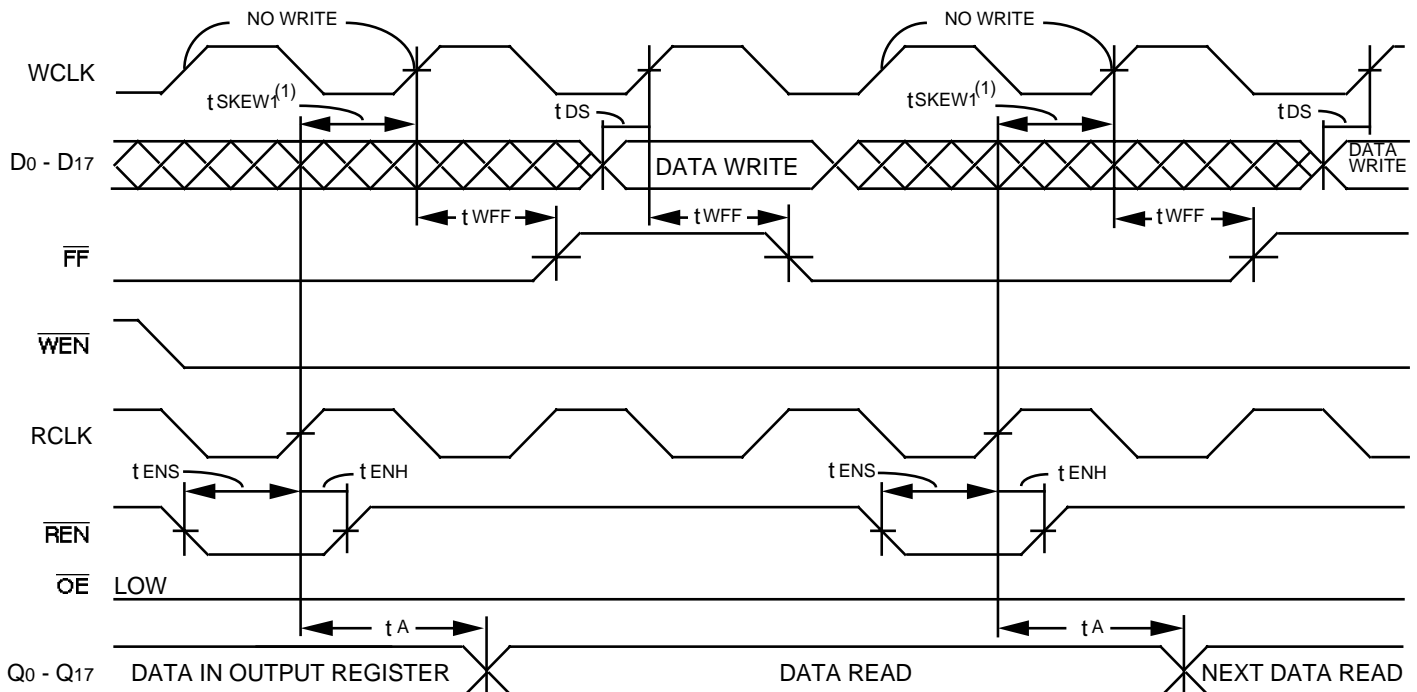 NO WRITE NO WRITE
WCLK
tSKEW1(1) tDS tSKEW1(1) tDS
D0 - D17 DATA WRITE DATA WRITE
tWFF tWFF tWFF
FF
WEN
RCLK
tENS tENH tENS tENH
REN
OE LOW
tA tA
Q0 - Q17 DATA IN OUTPUT REGISTER DATA READ NEXT DATA READ